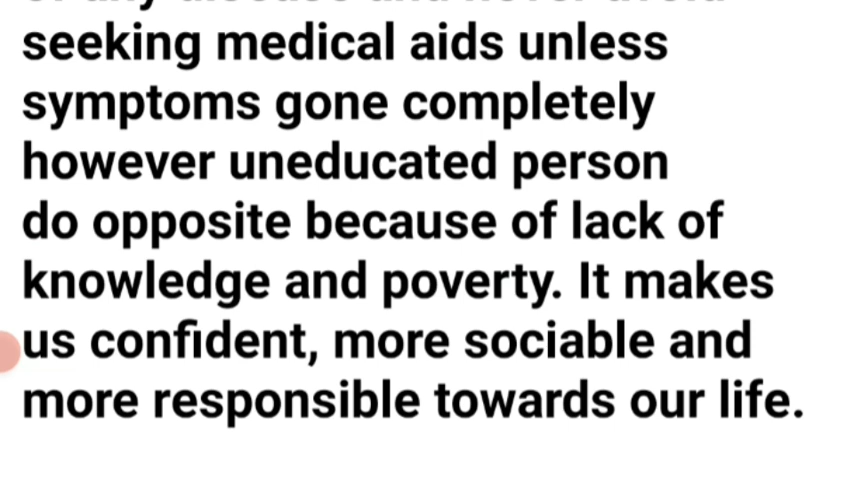 seeking medical aids unless
symptoms gone completely
however uneducated person
do opposite because of lack of
knowledge and poverty. It makes
us confident, more sociable and
more responsible towards our life.